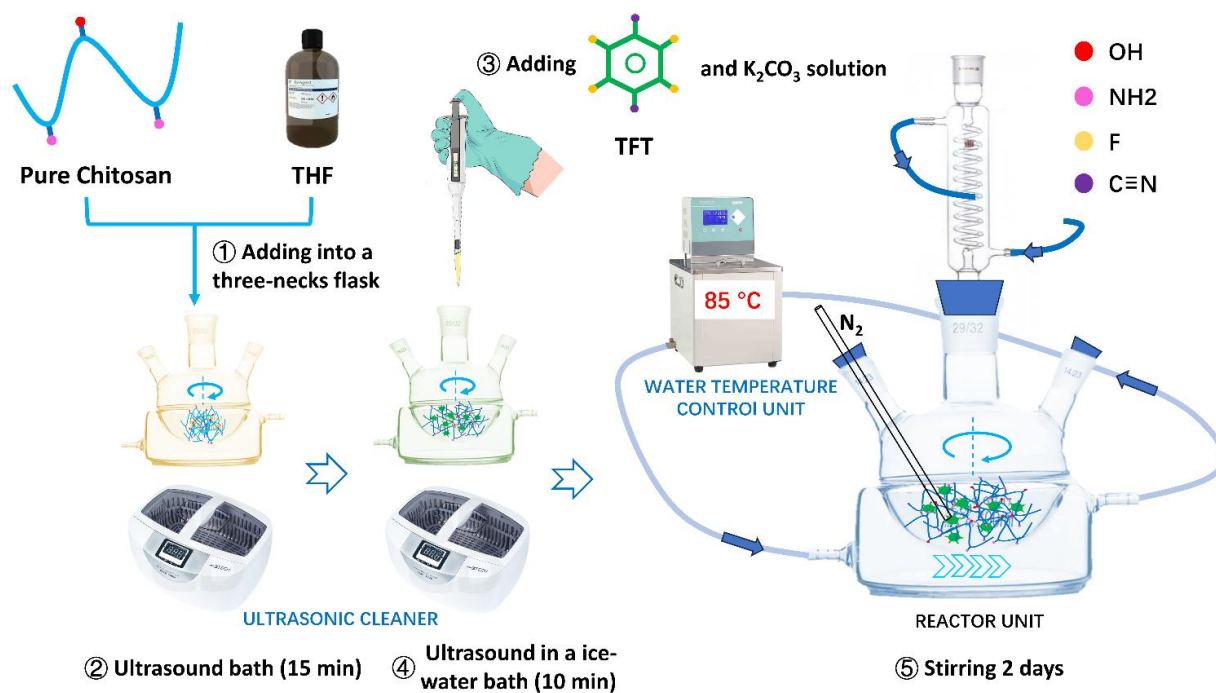 Pure Chitosan
THF
① Adding into a
three-necks flask
③ Adding
TFT
and K₂CO₃ solution
OH
NH2
F
C≡N
85 °C
WATER TEMPERATURE
CONTROl UNIT
N₂
29/32
14/23
ULTRASONIC CLEANER
REACTOR UNIT
② Ultrasound bath (15 min)
④ Ultrasound in a ice-
water bath (10 min)
⑤ Stirring 2 days